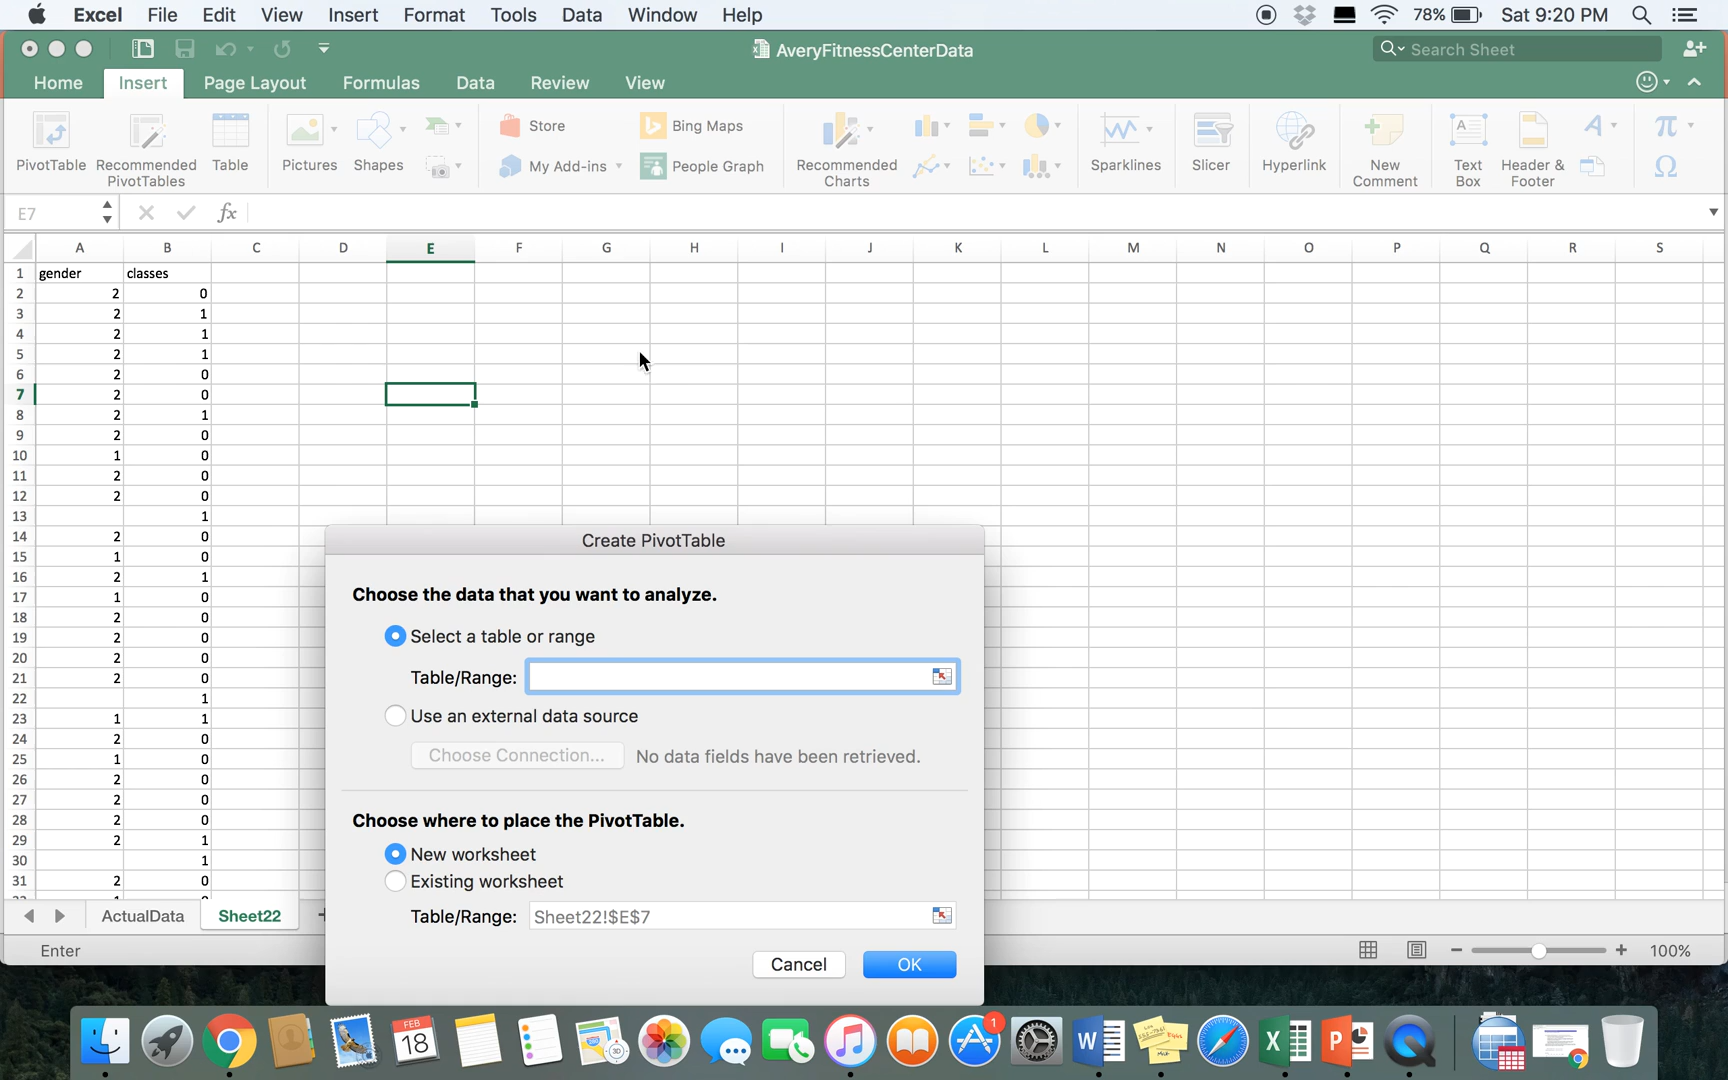 Excel File Edit View Insert Format Tools Data Window Help 78% Sat 9:20 PM
AveryFitnessCenterData Search Sheet
Home Insert Page Layout Formulas Data Review View
PivotTable Recommended PivotTables Table Pictures Shapes Store My Add-ins Bing Maps People Graph Recommended Charts Sparklines Slicer Hyperlink New Comment Text Box Header & Footer
E7 fx
A B C D E F G H I J K L M N O P Q R S
1 gender classes
2 2 0
3 2 1
4 2 1
5 2 1
6 2 0
7 2 0
8 2 1
9 2 0
10 1 0
11 2 0
12 2 0
13 1
14 2 0
15 1 0
16 2 1
17 1 0
18 2 0
19 2 0
20 2 0
21 2 0
22 1
23 1 1
24 2 0
25 1 0
26 2 0
27 2 0
28 2 0
29 2 1
30 1
31 2 0
Create PivotTable
Choose the data that you want to analyze.
Select a table or range
Table/Range:
Use an external data source
Choose Connection... No data fields have been retrieved.
Choose where to place the PivotTable.
New worksheet
Existing worksheet
Table/Range: Sheet22!$E$7
Cancel OK
ActualData Sheet22 +
Enter 100%
FEB
18
1